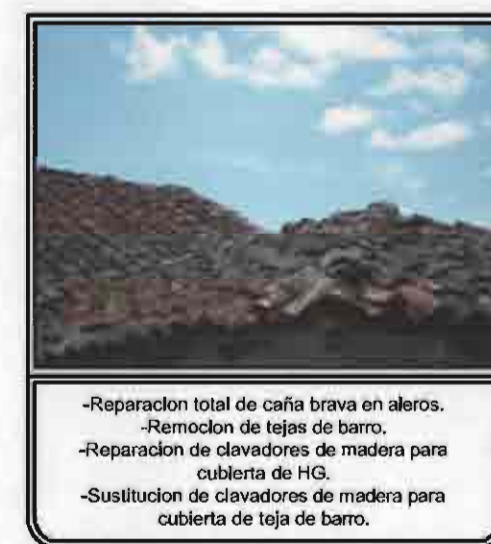 -Reparacion total de caña brava en aleros.
-Remocion de tejas de barro.
-Reparacion de clavadores de madera para
cubierta de HG.
-Sustitucion de clavadores de madera para
cubierta de teja de barro.